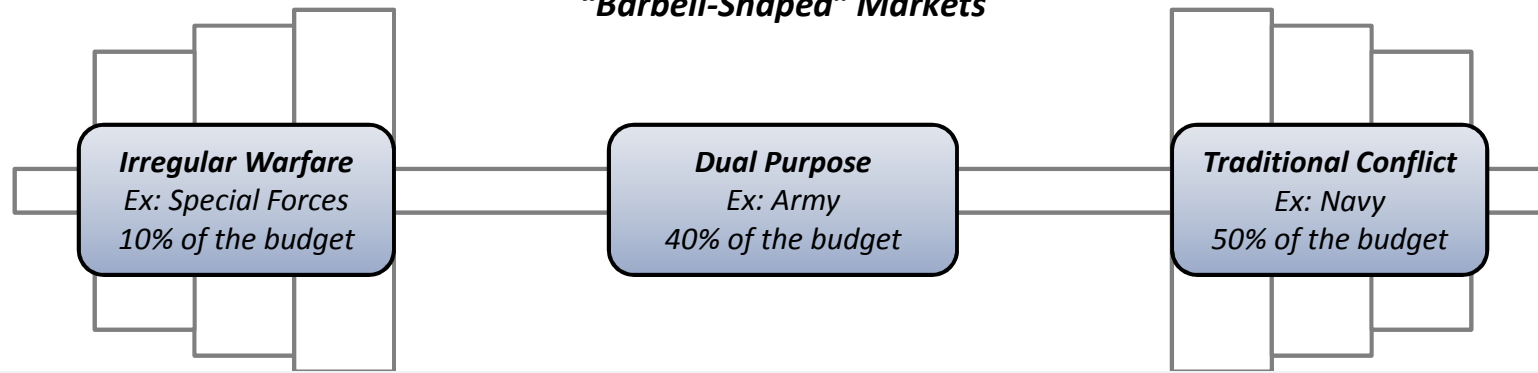 "Barbell-Shaped" Markets
Irregular Warfare
Ex: Special Forces
10% of the budget
Dual Purpose
Ex: Army
40% of the budget
Traditional Conflict
Ex: Navy
50% of the budget